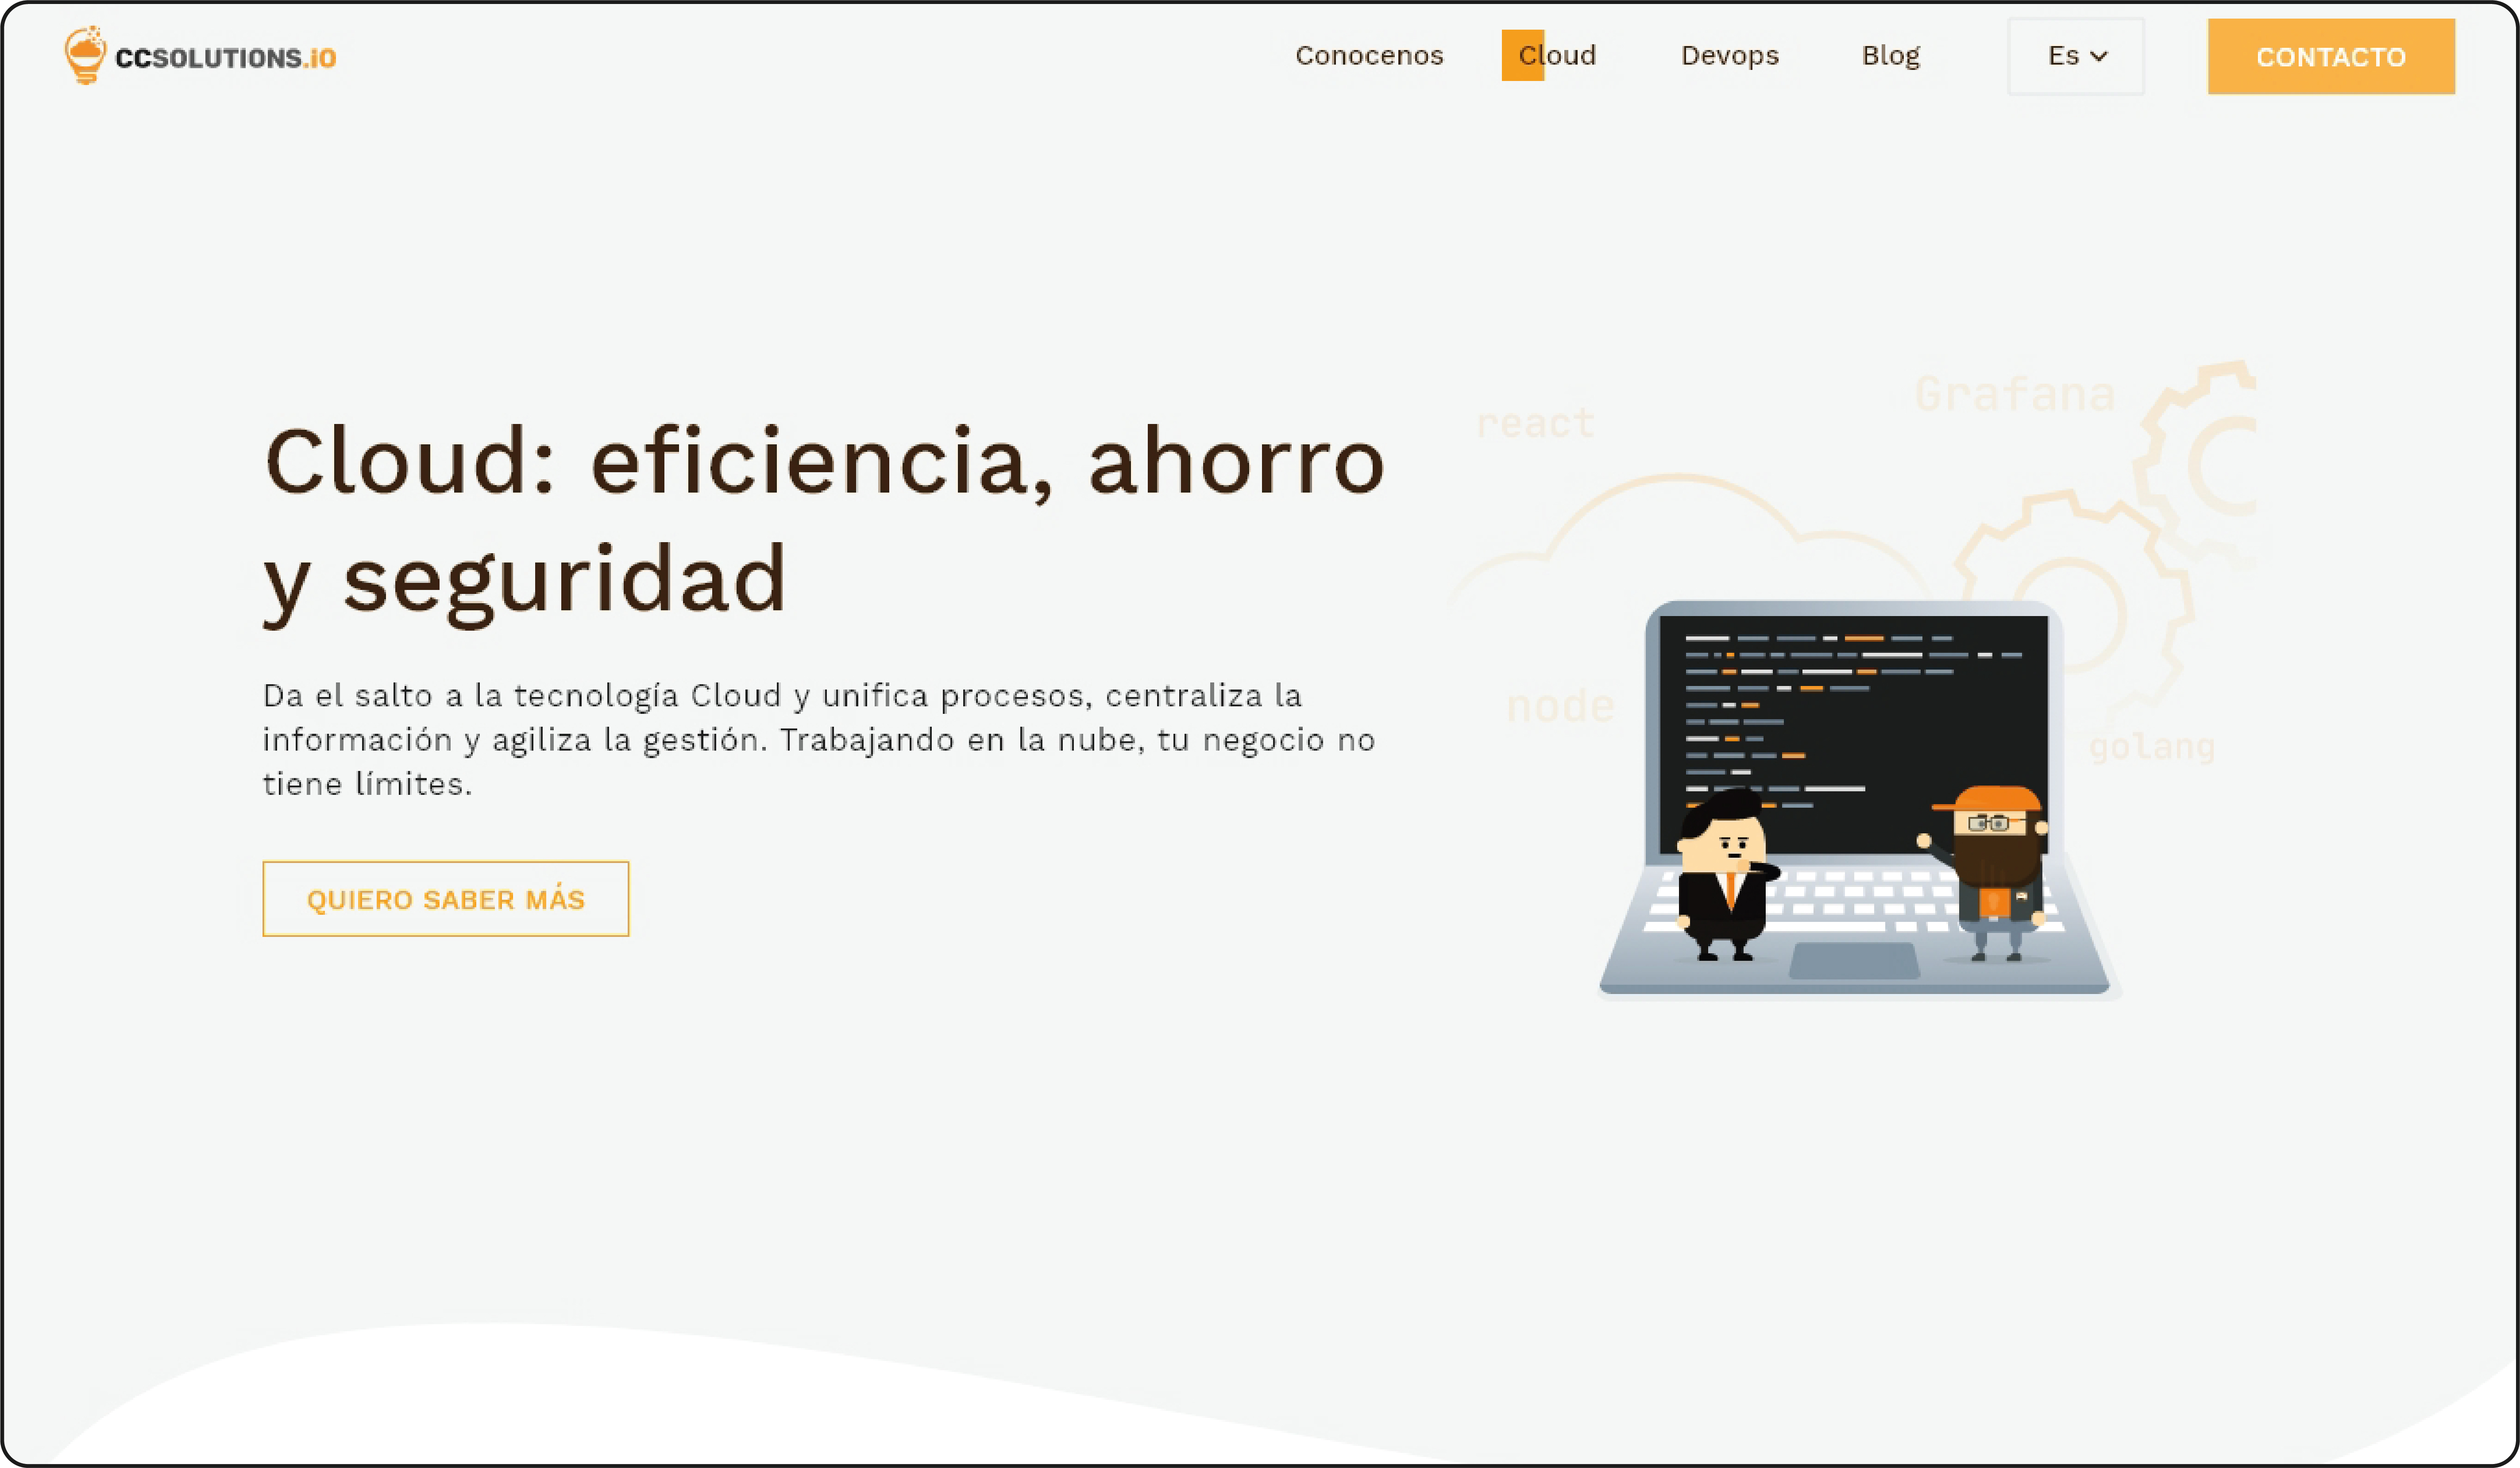 CCSOLUTIONS.iO
Conocenos
Cloud
Devops
Blog
Es
CONTACTO
Cloud: eficiencia, ahorro
y seguridad
Da el salto a la tecnología Cloud y unifica procesos, centraliza la
información y agiliza la gestión. Trabajando en la nube, tu negocio no
tiene límites.
QUIERO SABER MÁS
react
Grafana
node
golang